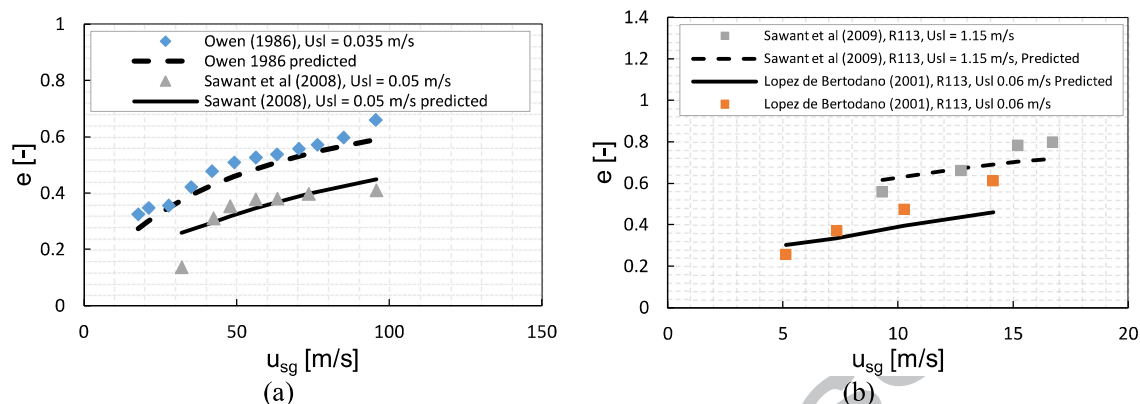 (a)
1
0.8
0.6
0.4
0.2
0
e [-]
Owen (1986), Usl = 0.035 m/s
Owen 1986 predicted
Sawant et al (2008), Usl = 0.05 m/s
Sawant (2008), Usl = 0.05 m/s predicted
0
50
100
150
u_sg [m/s]
(a)
(b)
1.4
1.2
1
0.8
0.6
0.4
0.2
0
e [-]
Sawant et al (2009), R113, Usl = 1.15 m/s
Sawant et al (2009), R113, Usl = 1.15 m/s, Predicted
Lopez de Bertodano (2001), R113, Usl 0.06 m/s Predicted
Lopez de Bertodano (2001), R113, Usl 0.06 m/s
0
5
10
15
20
u_sg [m/s]
(b)